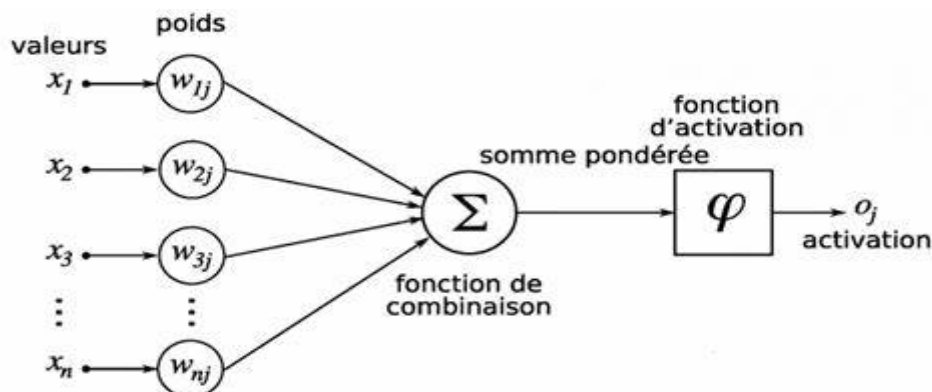 valeurs
poids
x1
w1j
x2
w2j
x3
w3j
⋮
⋮
xn
wnj
Σ
fonction de
combinaison
somme pondérée
fonction
d'activation
φ
oj
activation